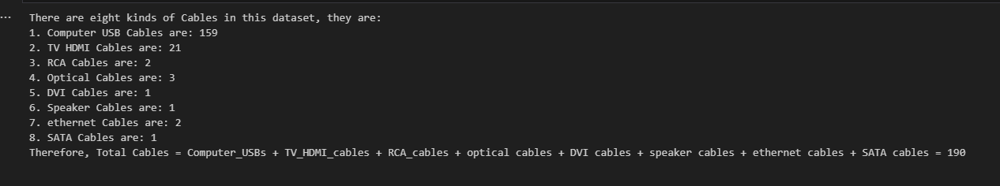 ... There are eight kinds of Cables in this dataset, they are:
1. Computer USB Cables are: 159
2. TV HDMI Cables are: 21
3. RCA Cables are: 2
4. Optical Cables are: 3
5. DVI Cables are: 1
6. Speaker Cables are: 1
7. ethernet Cables are: 2
8. SATA Cables are: 1
Therefore, Total Cables = Computer_USBs + TV_HDMI_cables + RCA_cables + optical cables + DVI cables + speaker cables + ethernet cables + SATA cables = 190